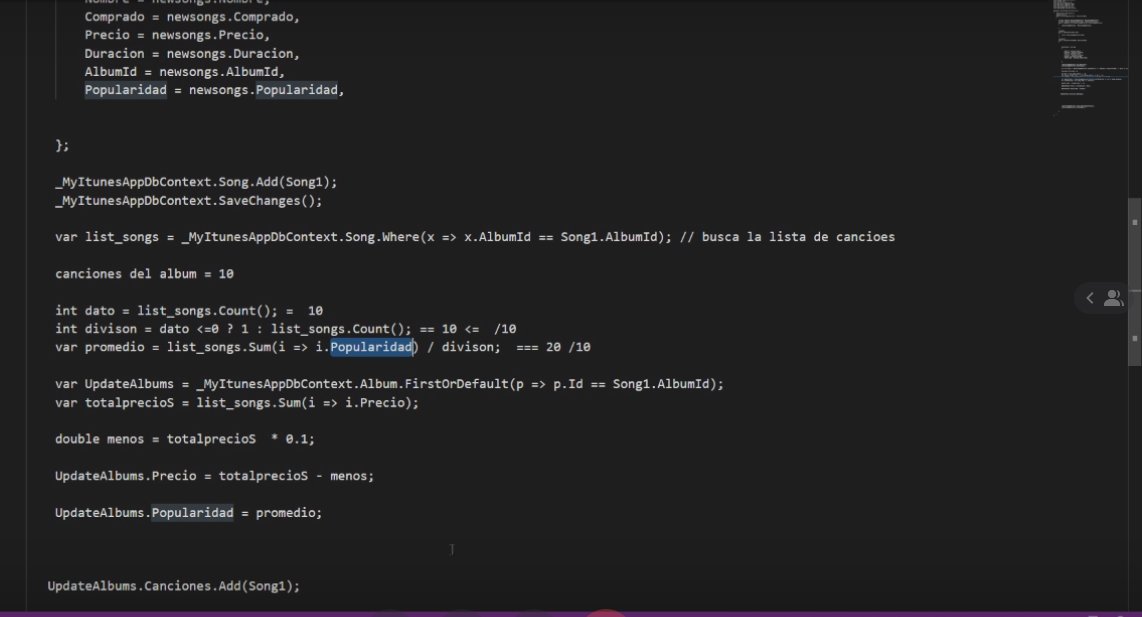 Nombre = newsongs.Nombre,
Comprado = newsongs.Comprado,
Precio = newsongs.Precio,
Duracion = newsongs.Duracion,
AlbumId = newsongs.AlbumId,
Popularidad = newsongs.Popularidad,
};
_MyItunesAppDbContext.Song.Add(Song1);
_MyItunesAppDbContext.SaveChanges();
var list_songs = _MyItunesAppDbContext.Song.Where(x => x.AlbumId == Song1.AlbumId); // busca la lista de cancioes
canciones del album = 10
int dato = list_songs.Count(); =  10
int divison = dato <=0 ? 1 : list_songs.Count(); == 10 <=  /10
var promedio = list_songs.Sum(i => i.Popularidad) / divison;  === 20 /10
var UpdateAlbums = _MyItunesAppDbContext.Album.FirstOrDefault(p => p.Id == Song1.AlbumId);
var totalprecioS = list_songs.Sum(i => i.Precio);
double menos = totalprecioS  * 0.1;
UpdateAlbums.Precio = totalprecioS - menos;
UpdateAlbums.Popularidad = promedio;
UpdateAlbums.Canciones.Add(Song1);